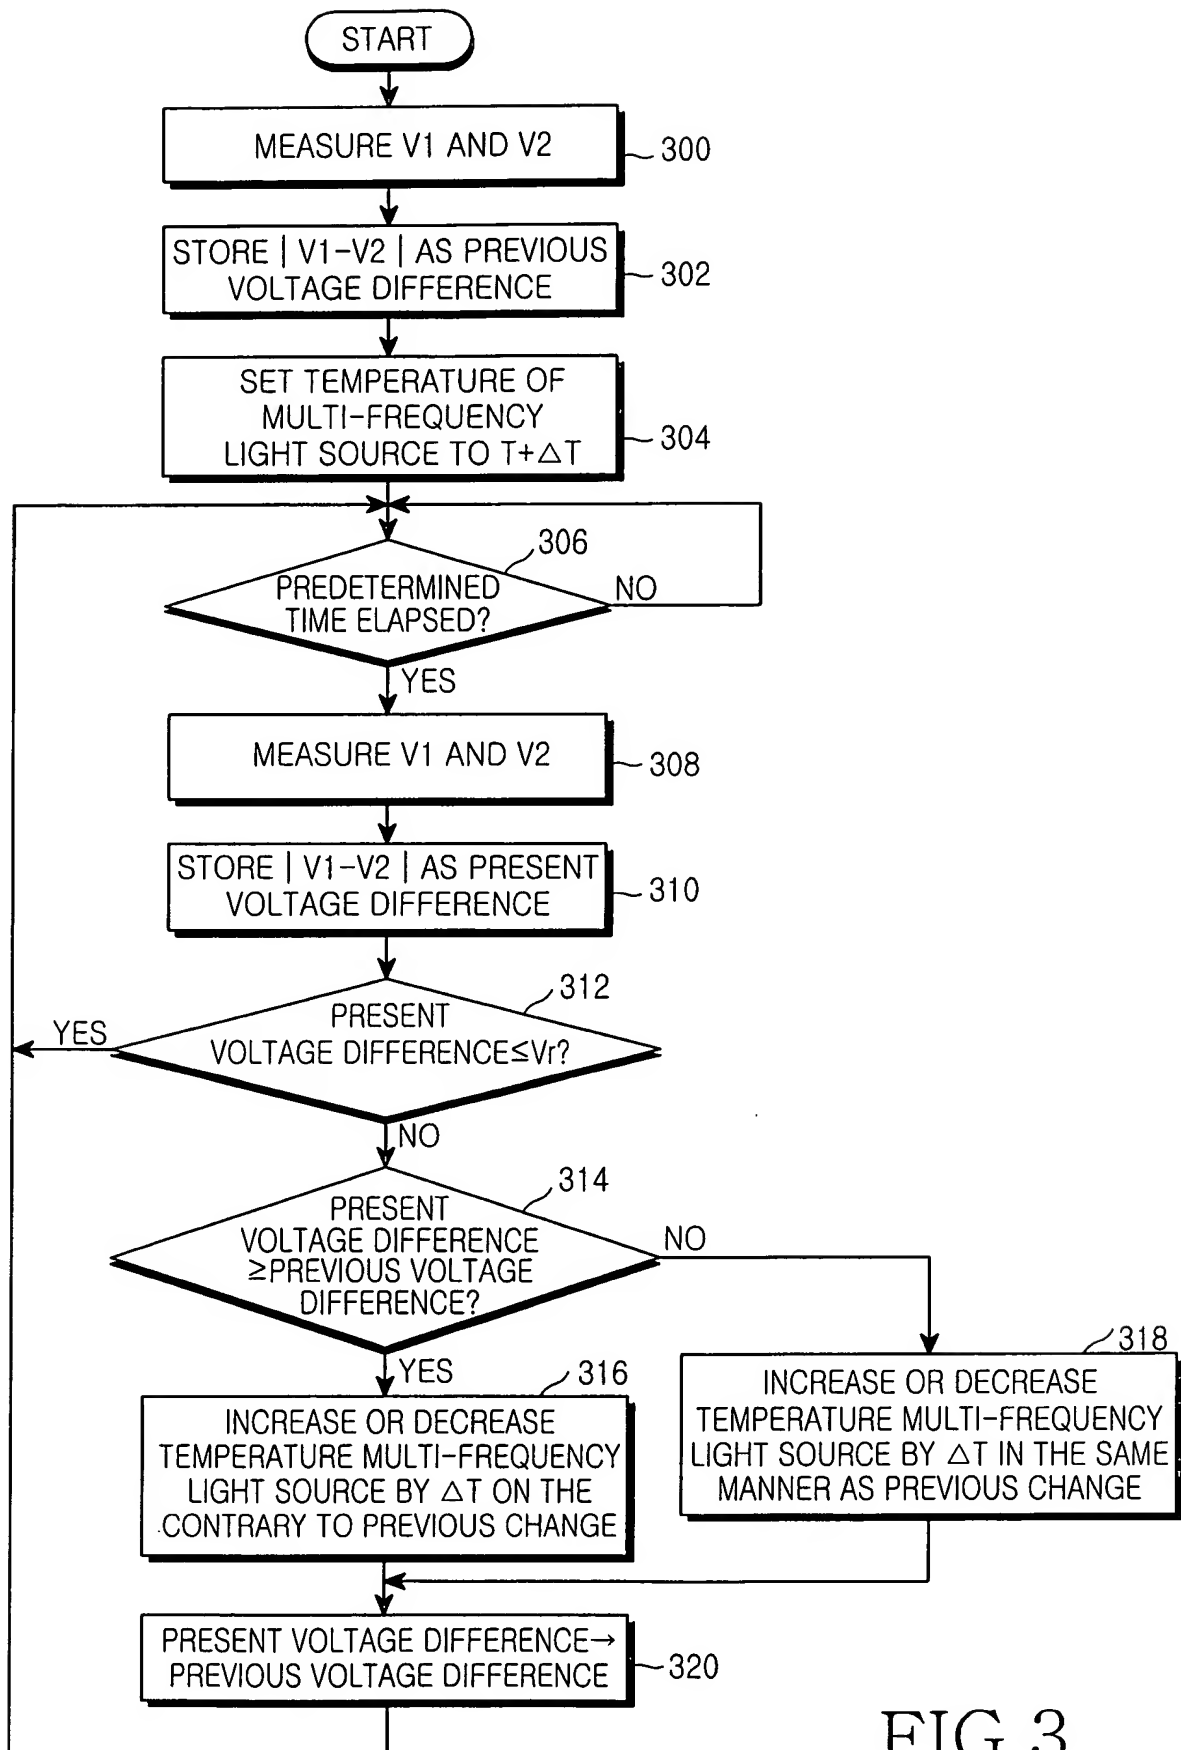 START
MEASURE V1 AND V2
300
STORE | V1-V2 | AS PREVIOUS
VOLTAGE DIFFERENCE
302
SET TEMPERATURE OF
MULTI-FREQUENCY
LIGHT SOURCE TO T+△T
304
306
PREDETERMINED
TIME ELAPSED?
NO
YES
MEASURE V1 AND V2
308
STORE | V1-V2 | AS PRESENT
VOLTAGE DIFFERENCE
310
312
PRESENT
VOLTAGE DIFFERENCE≦Vr?
YES
NO
314
PRESENT
VOLTAGE DIFFERENCE
≧PREVIOUS VOLTAGE
DIFFERENCE?
NO
YES
316
INCREASE OR DECREASE
TEMPERATURE MULTI-FREQUENCY
LIGHT SOURCE BY △T ON THE
CONTRARY TO PREVIOUS CHANGE
318
INCREASE OR DECREASE
TEMPERATURE MULTI-FREQUENCY
LIGHT SOURCE BY △T IN THE SAME
MANNER AS PREVIOUS CHANGE
PRESENT VOLTAGE DIFFERENCE→
PREVIOUS VOLTAGE DIFFERENCE
320
FIG.3